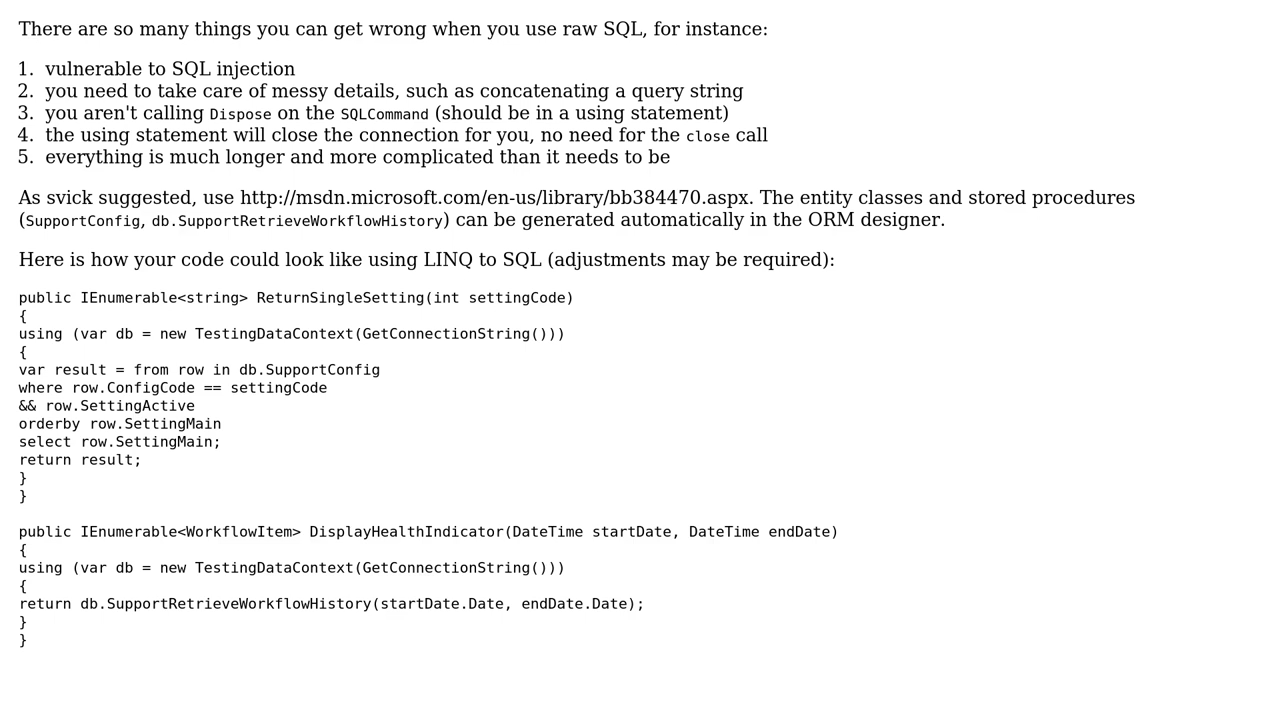 There are so many things you can get wrong when you use raw SQL, for instance:
1. vulnerable to SQL injection
2. you need to take care of messy details, such as concatenating a query string
3. you aren't calling Dispose on the SQLCommand (should be in a using statement)
4. the using statement will close the connection for you, no need for the close call
5. everything is much longer and more complicated than it needs to be
As svick suggested, use http://msdn.microsoft.com/en-us/library/bb384470.aspx. The entity classes and stored procedures
(SupportConfig, db.SupportRetrieveWorkflowHistory) can be generated automatically in the ORM designer.
Here is how your code could look like using LINQ to SQL (adjustments may be required):
public IEnumerable<string> ReturnSingleSetting(int settingCode)
{
using (var db = new TestingDataContext(GetConnectionString()))
{
var result = from row in db.SupportConfig
where row.ConfigCode == settingCode
&& row.SettingActive
orderby row.SettingMain
select row.SettingMain;
return result;
}
}
public IEnumerable<WorkflowItem> DisplayHealthIndicator(DateTime startDate, DateTime endDate)
{
using (var db = new TestingDataContext(GetConnectionString()))
{
return db.SupportRetrieveWorkflowHistory(startDate.Date, endDate.Date);
}
}